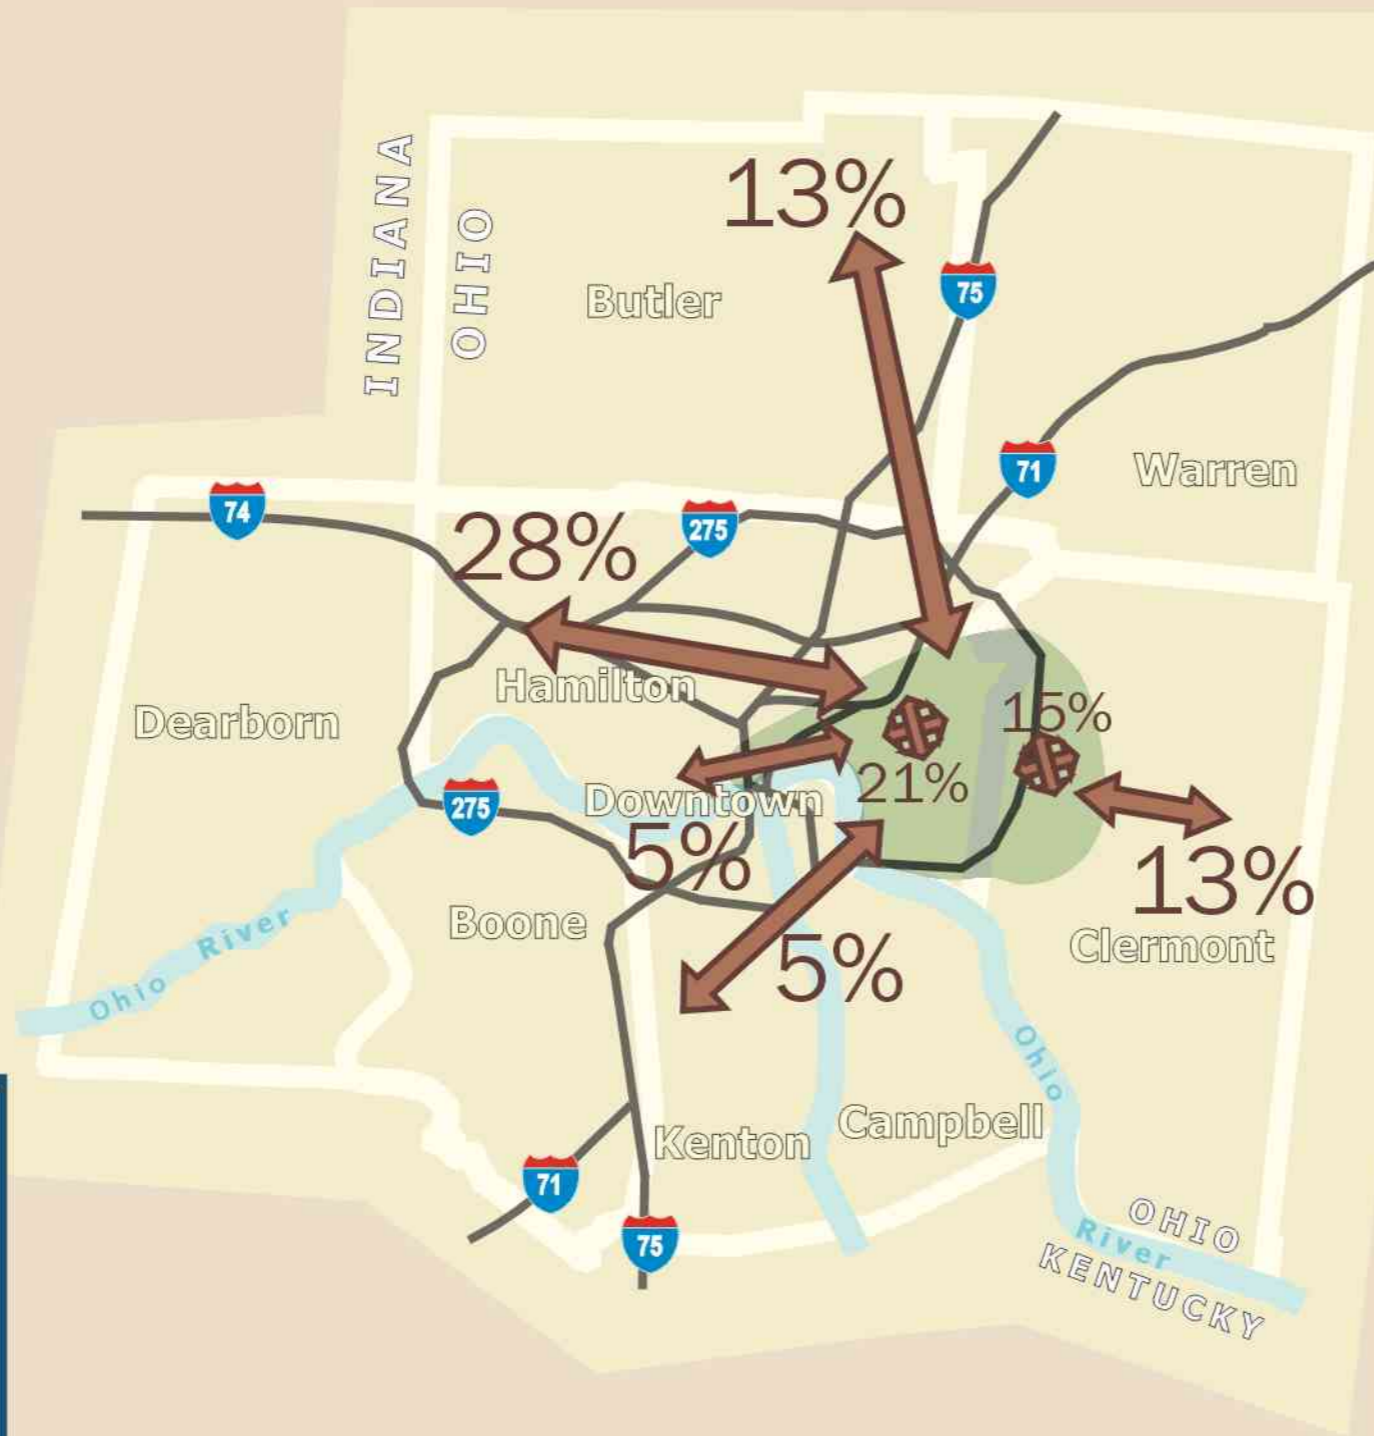 INDIANA
OHIO
13%
Butler
75
71
Warren
74
275
28%
Hamilton
Dearborn
15%
21%
275
Downtown
5%
13%
Boone
Clermont
Ohio River
5%
Ohio
Campbell
Kenton
71
75
OHIO
River
KENTUCKY